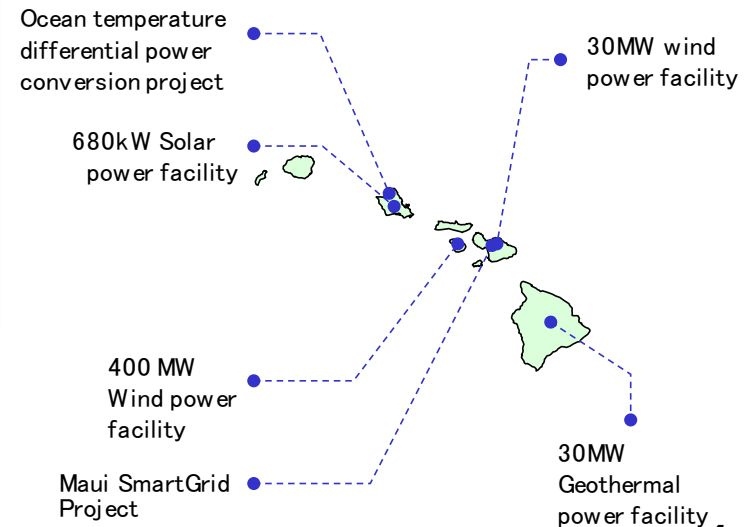 Ocean temperature
differential power
conversion project
30MW wind
power facility
680kW Solar
power facility
400 MW
Wind power
facility
Maui SmartGrid
Project
30MW
Geothermal
power facility